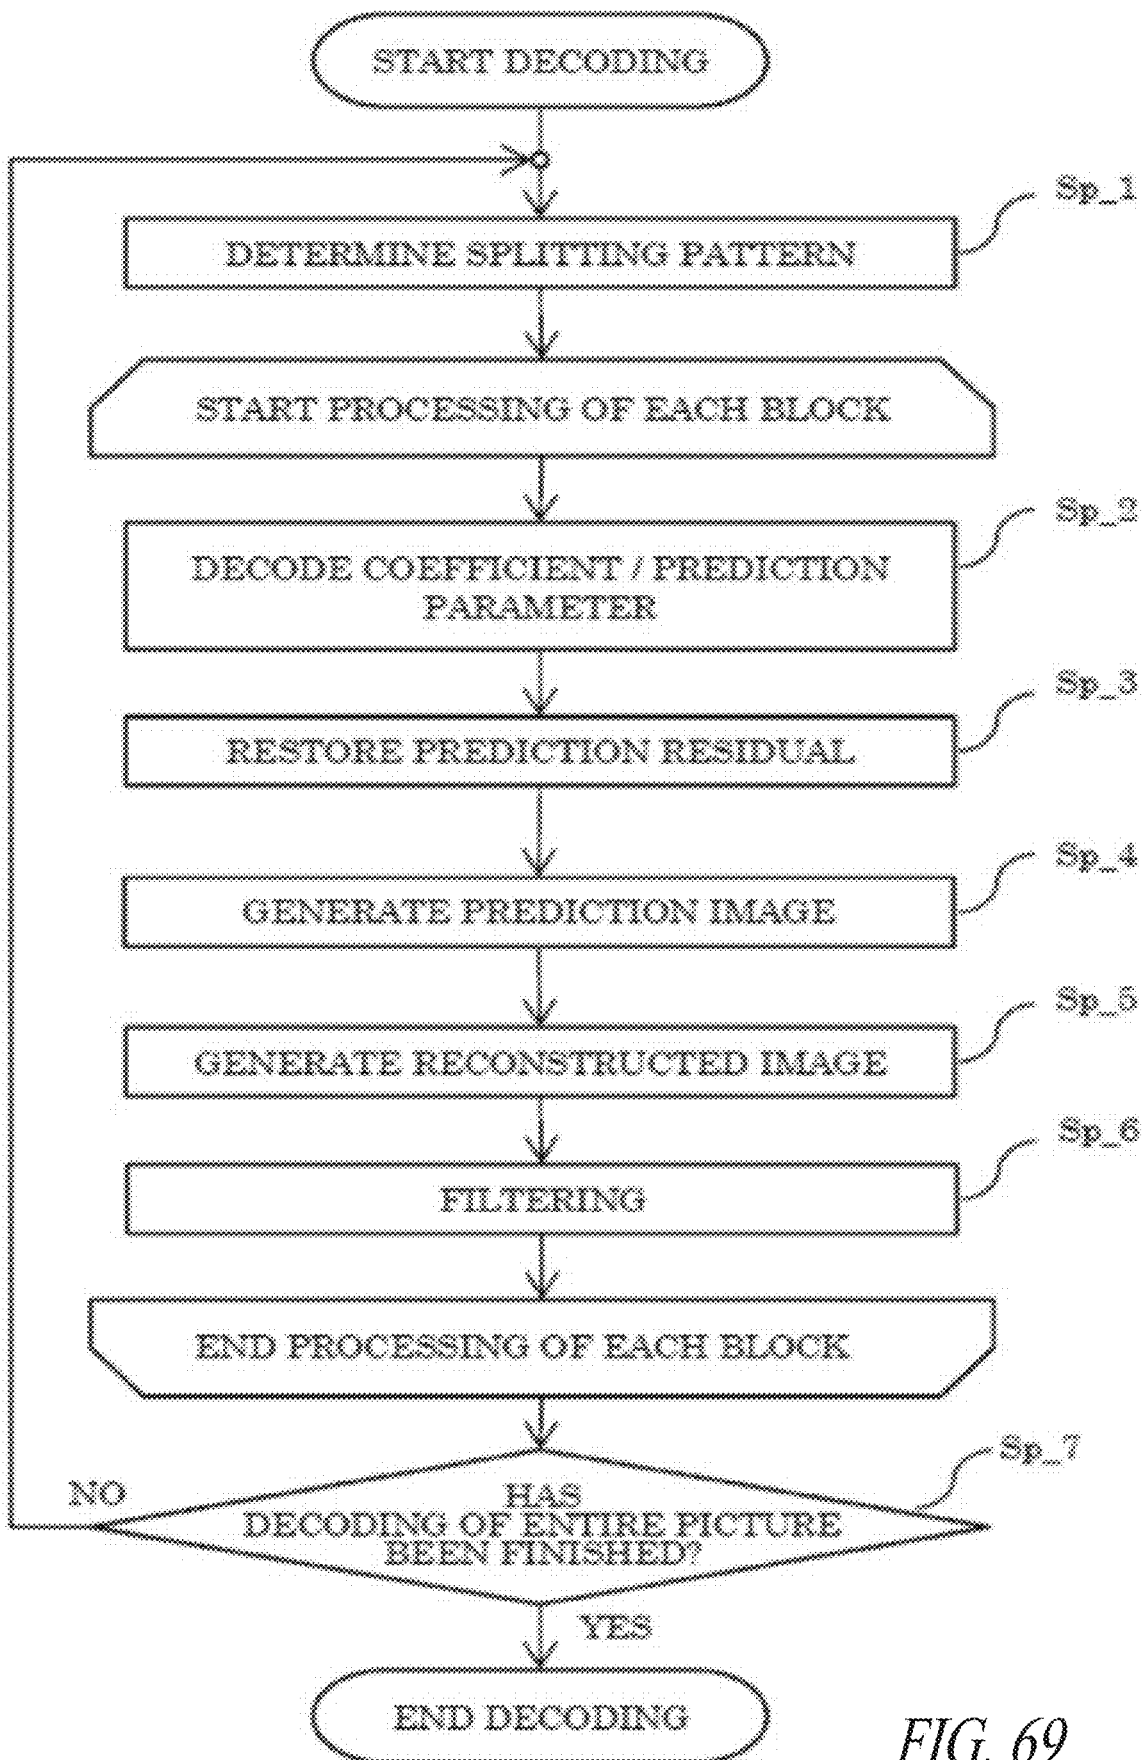 START DECODING
Sp_1
DETERMINE SPLITTING PATTERN
START PROCESSING OF EACH BLOCK
Sp_2
DECODE COEFFICIENT / PREDICTION
PARAMETER
Sp_3
RESTORE PREDICTION RESIDUAL
Sp_4
GENERATE PREDICTION IMAGE
Sp_5
GENERATE RECONSTRUCTED IMAGE
Sp_6
FILTERING
END PROCESSING OF EACH BLOCK
Sp_7
NO
HAS
DECODING OF ENTIRE PICTURE
BEEN FINISHED?
YES
END DECODING
FIG. 69